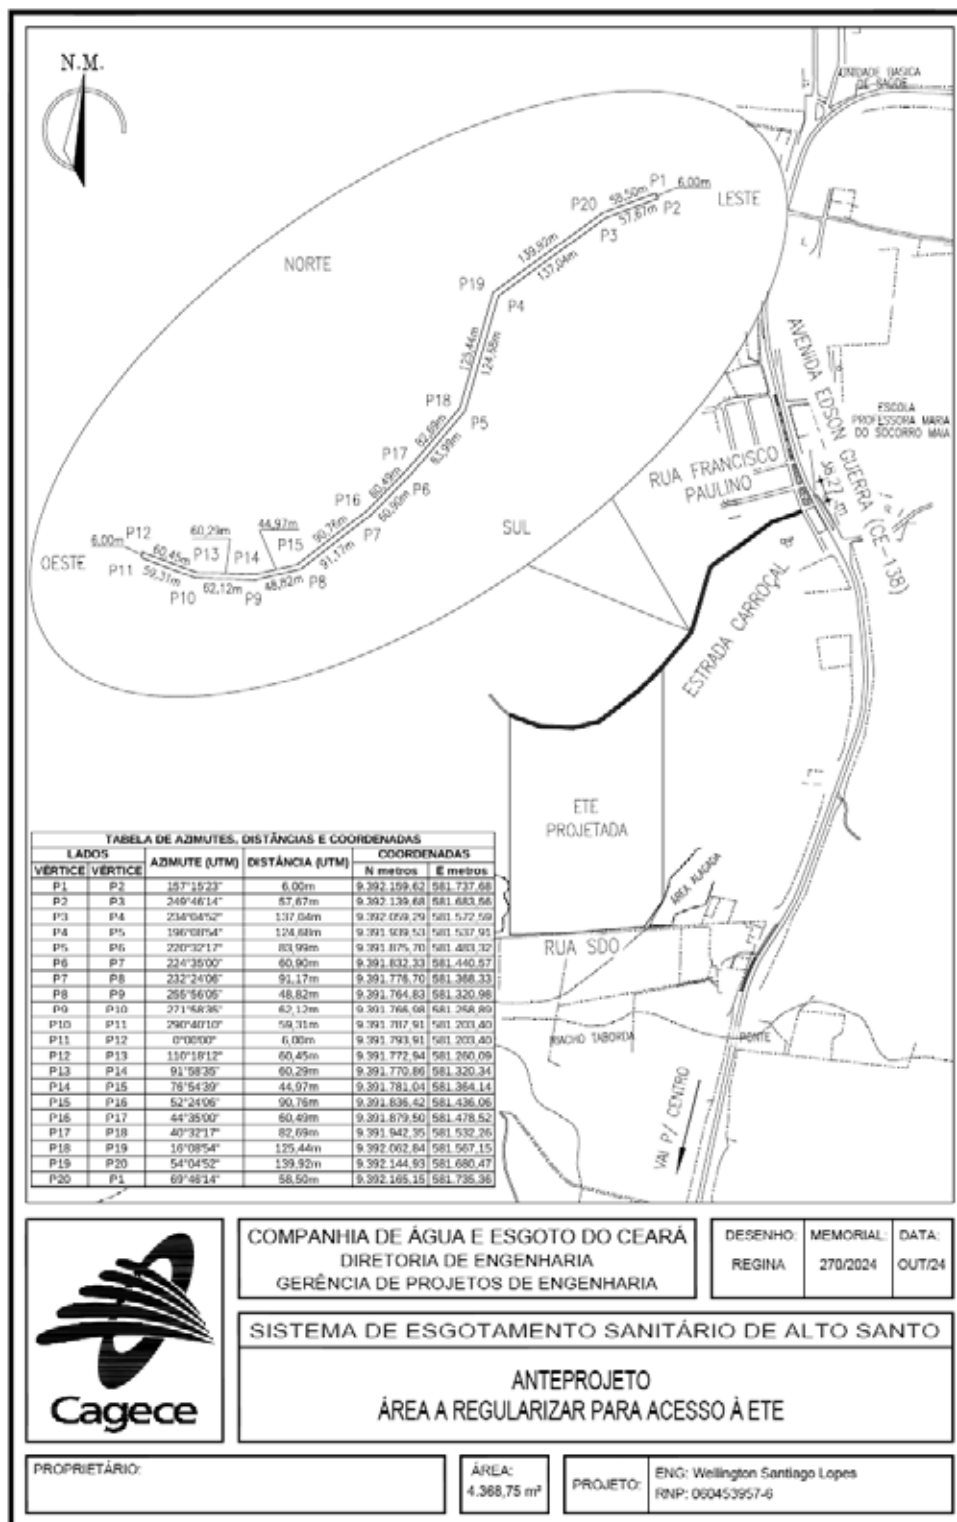 N.M.
UNIDADE BASICA
DE SAÚDE
P1
6,00m
58,50m
P20
LESTE
P2
57,67m
P3
139,92m
137,04m
NORTE
P19
P4
125,44m
124,68m
P18
P5
82,69m
83,99m
P17
60,49m
60,90m
P6
P16
90,76m
91,17m
P7
SUL
44,97m
60,29m
P12
6,00m
P13
P14
P15
OESTE
60,45m
P11
59,31m
P10
62,12m
P9
48,82m
P8
AVENIDA EDSON GUERRA (CE-138)
ESCOLA
PROFESSORA MARIA
DO SOCORRO MAIA
RUA FRANCISCO
PAULINO
36,27 m
ESTRADA CARROÇAL
ETE
PROJETADA
ÁREA ALAGADA
RUA SDO
RIACHO TABORDA
PONTE
VAI P/ CENTRO
TABELA DE AZIMUTES, DISTÂNCIAS E COORDENADAS
LADOS AZIMUTE (UTM) DISTÂNCIA (UTM) COORDENADAS
VÉRTICE VÉRTICE N metros E metros
P1 P2 157°15'23" 6,00m 9.392.159,62 581.737,68
P2 P3 249°46'14" 57,67m 9.392.139,68 581.683,56
P3 P4 234°04'52" 137,04m 9.392.059,29 581.572,59
P4 P5 196°08'54" 124,68m 9.391.939,53 581.537,91
P5 P6 220°32'17" 83,99m 9.391.875,70 581.483,32
P6 P7 224°35'00" 60,90m 9.391.832,33 581.440,57
P7 P8 232°24'06" 91,17m 9.391.776,70 581.368,33
P8 P9 255°56'05" 48,82m 9.391.764,83 581.320,98
P9 P10 271°58'35" 62,12m 9.391.766,98 581.258,89
P10 P11 290°40'10" 59,31m 9.391.787,91 581.203,40
P11 P12 0°00'00" 6,00m 9.391.793,91 581.203,40
P12 P13 110°18'12" 60,45m 9.391.772,94 581.260,09
P13 P14 91°58'35" 60,29m 9.391.770,86 581.320,34
P14 P15 76°54'39" 44,97m 9.391.781,04 581.364,14
P15 P16 52°24'06" 90,76m 9.391.836,42 581.436,06
P16 P17 44°35'00" 60,49m 9.391.879,50 581.478,52
P17 P18 40°32'17" 82,69m 9.391.942,35 581.532,26
P18 P19 16°08'54" 125,44m 9.392.062,84 581.567,15
P19 P20 54°04'52" 139,92m 9.392.144,93 581.680,47
P20 P1 69°46'14" 58,50m 9.392.165,15 581.735,36
Cagece
COMPANHIA DE ÁGUA E ESGOTO DO CEARÁ
DIRETORIA DE ENGENHARIA
GERÊNCIA DE PROJETOS DE ENGENHARIA
DESENHO: MEMORIAL: DATA:
REGINA 270/2024 OUT/24
SISTEMA DE ESGOTAMENTO SANITÁRIO DE ALTO SANTO
ANTEPROJETO
ÁREA A REGULARIZAR PARA ACESSO À ETE
PROPRIETÁRIO:
ÁREA:
4.368,75 m²
PROJETO:
ENG: Wellington Santiago Lopes
RNP: 060453957-6